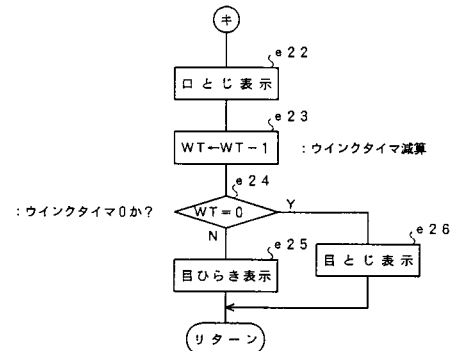 キ
e22
口とじ表示
e23
WT←WT-1
:ウインクタイマ減算
e24
:ウインクタイマ0か?
WT=0
Y
N
e25
目ひらき表示
e26
目とじ表示
リターン